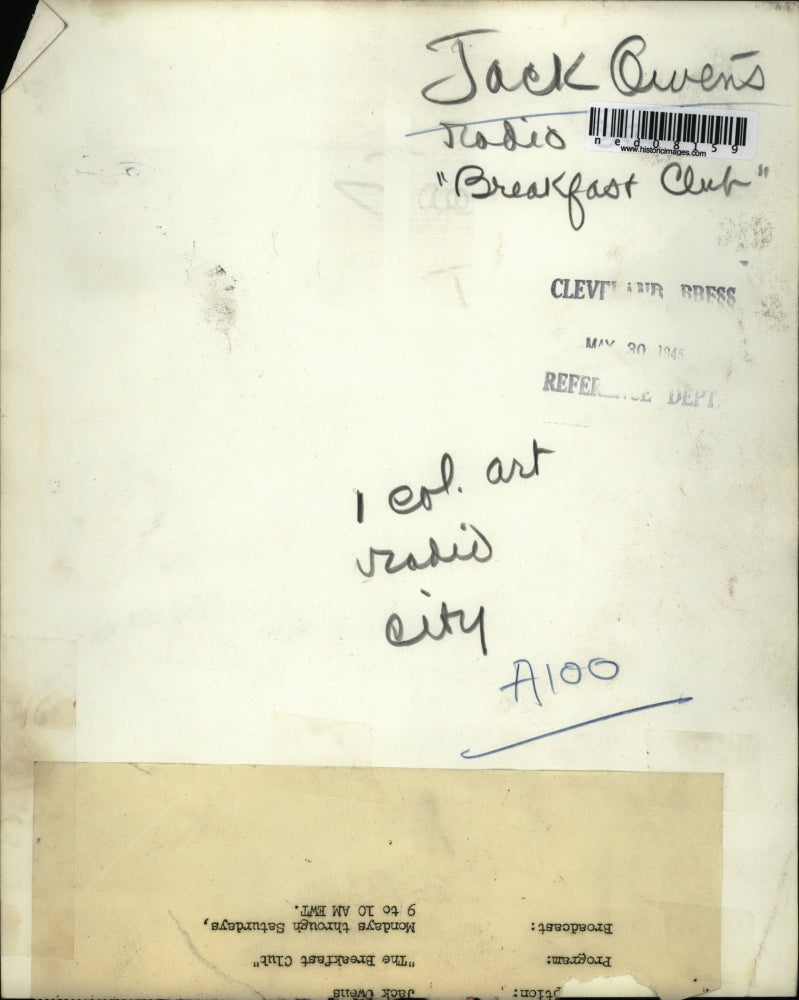 Jack Owens
radio
ned08159
www.historicimages.com
"Breakfast Club"
CLEVELAND PRESS
MAY 30 1945
REFERENCE DEPT.
1 col. art
radio
city
A100
Jack Owens
Program: "The Breakfast Club"
Broadcast: Mondays through Saturdays,
9 to 10 AM EWT.